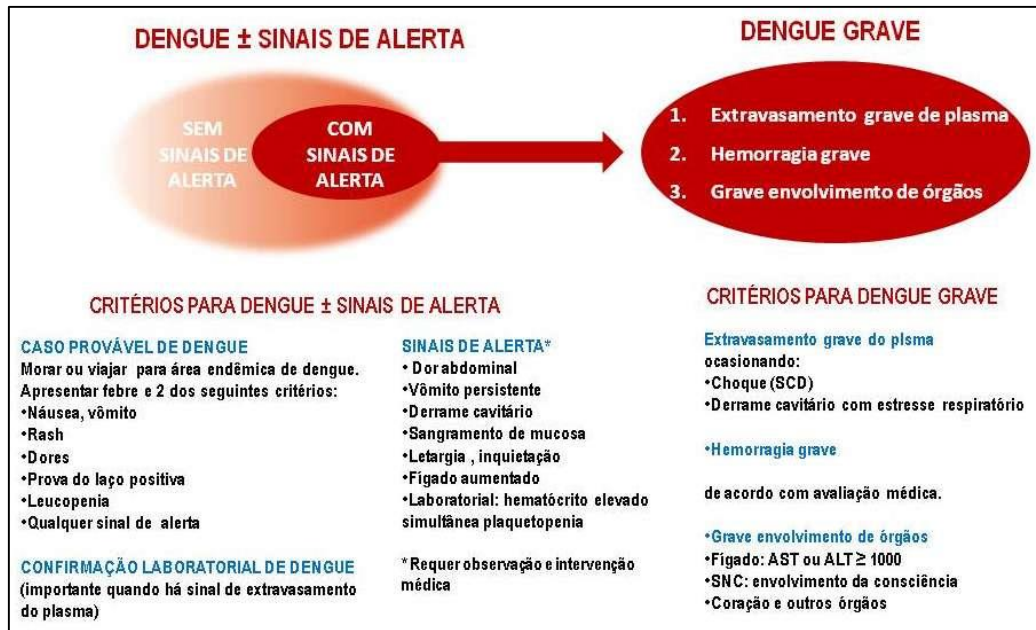 DENGUE ± SINAIS DE ALERTA
SEM
SINAIS DE
ALERTA
COM
SINAIS DE
ALERTA
DENGUE GRAVE
1. Extravasamento grave de plasma
2. Hemorragia grave
3. Grave envolvimento de órgãos
CRITÉRIOS PARA DENGUE ± SINAIS DE ALERTA
CASO PROVÁVEL DE DENGUE
Morar ou viajar para área endêmica de dengue.
Apresentar febre e 2 dos seguintes critérios:
•Náusea, vômito
•Rash
•Dores
•Prova do laço positiva
•Leucopenia
•Qualquer sinal de alerta
CONFIRMAÇÃO LABORATORIAL DE DENGUE
(importante quando há sinal de extravasamento
do plasma)
SINAIS DE ALERTA*
• Dor abdominal
•Vômito persistente
•Derrame cavitário
•Sangramento de mucosa
•Letargia , inquietação
•Fígado aumentado
•Laboratorial: hematócrito elevado
simultânea plaquetopenia
* Requer observação e intervenção
médica
CRITÉRIOS PARA DENGUE GRAVE
Extravasamento grave do plsma
ocasionando:
•Choque (SCD)
•Derrame cavitário com estresse respiratório
•Hemorragia grave
de acordo com avaliação médica.
•Grave envolvimento de órgãos
•Fígado: AST ou ALT ≥ 1000
•SNC: envolvimento da consciência
•Coração e outros órgãos